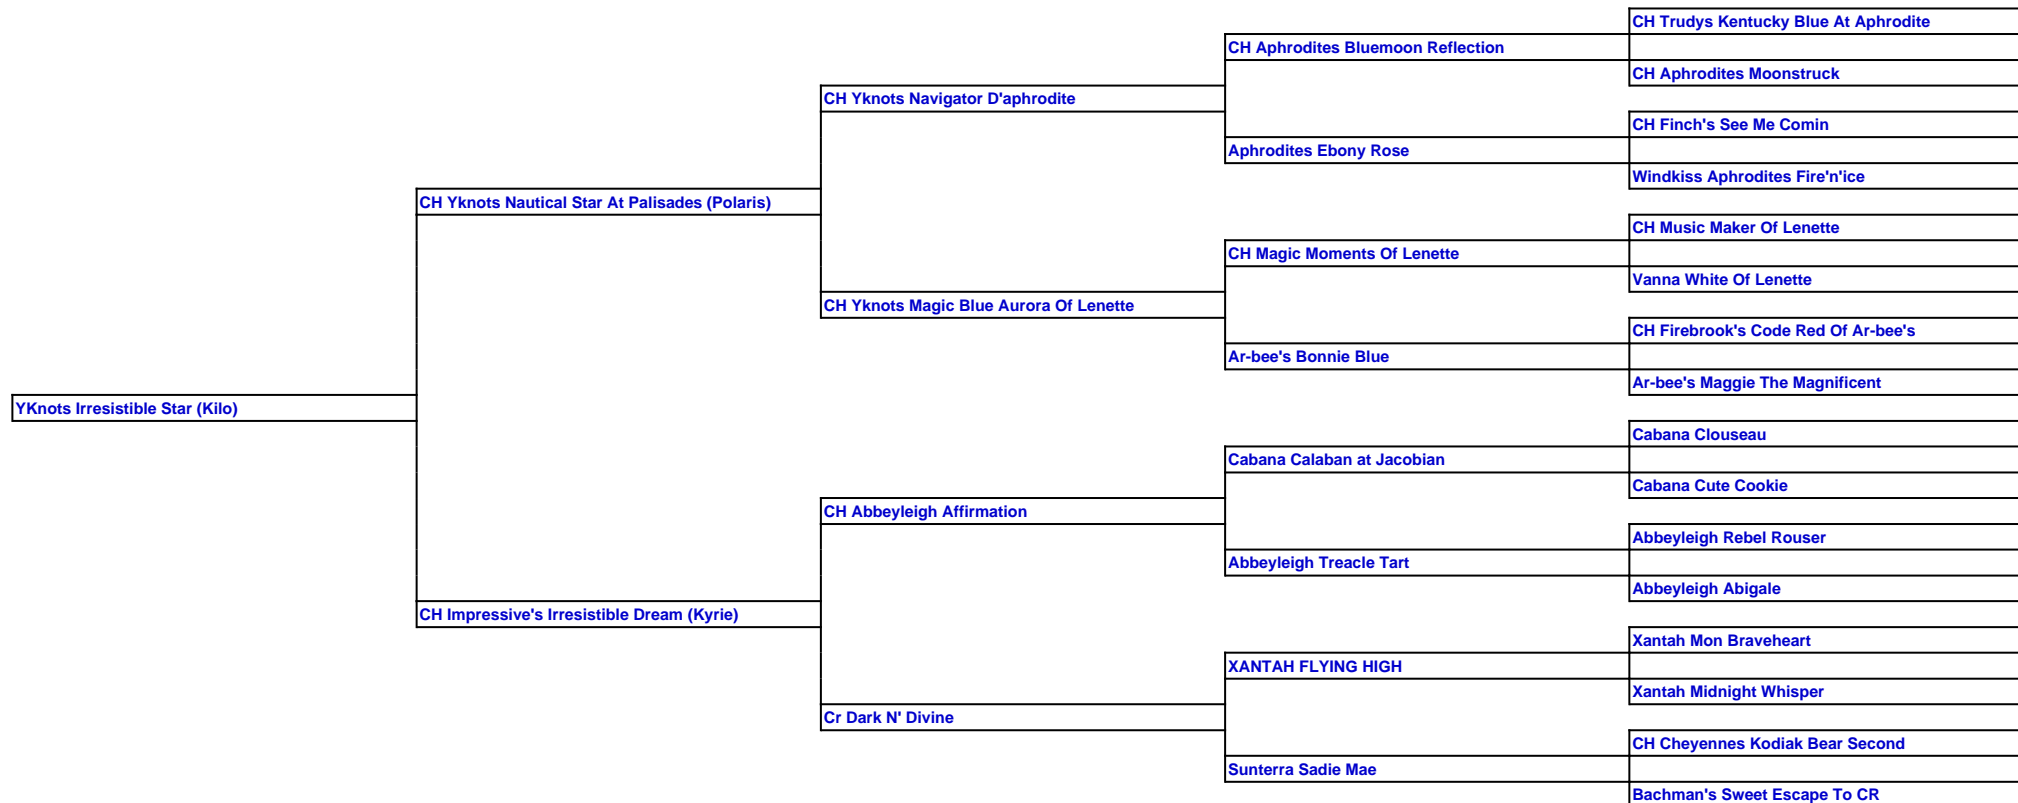 CH Trudys Kentucky Blue At Aphrodite
CH Aphrodites Bluemoon Reflection
CH Aphrodites Moonstruck
CH Yknots Navigator D'aphrodite
CH Finch's See Me Comin
Aphrodites Ebony Rose
Windkiss Aphrodites Fire'n'ice
CH Yknots Nautical Star At Palisades (Polaris)
CH Music Maker Of Lenette
CH Magic Moments Of Lenette
Vanna White Of Lenette
CH Yknots Magic Blue Aurora Of Lenette
CH Firebrook's Code Red Of Ar-bee's
Ar-bee's Bonnie Blue
Ar-bee's Maggie The Magnificent
YKnots Irresistible Star (Kilo)
Cabana Clouseau
Cabana Calaban at Jacobian
Cabana Cute Cookie
CH Abbeyleigh Affirmation
Abbeyleigh Rebel Rouser
Abbeyleigh Treacle Tart
Abbeyleigh Abigale
CH Impressive's Irresistible Dream (Kyrie)
Xantah Mon Braveheart
XANTAH FLYING HIGH
Xantah Midnight Whisper
Cr Dark N' Divine
CH Cheyennes Kodiak Bear Second
Sunterra Sadie Mae
Bachman's Sweet Escape To CR